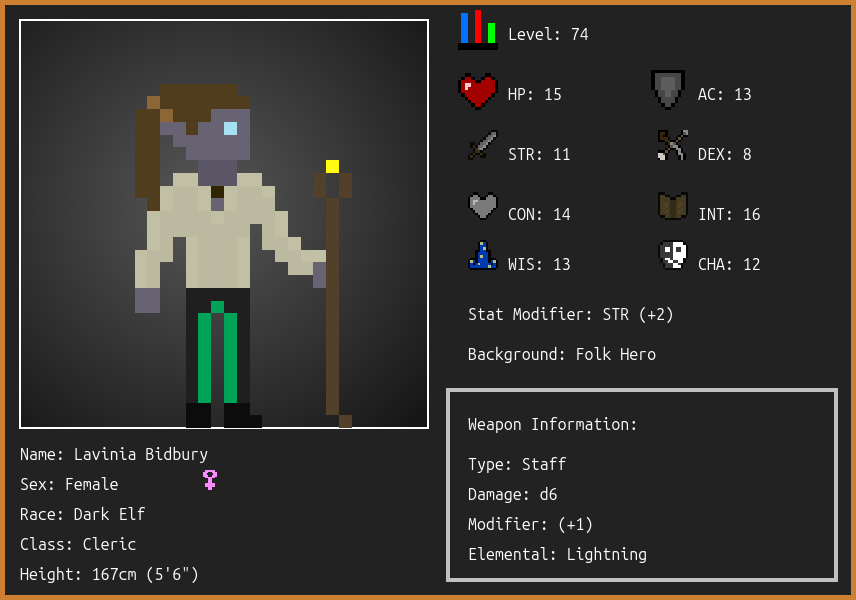 Level: 74
HP: 15
AC: 13
STR: 11
DEX: 8
CON: 14
INT: 16
WIS: 13
CHA: 12
Stat Modifier: STR (+2)
Background: Folk Hero
Weapon Information:
Type: Staff
Damage: d6
Modifier: (+1)
Elemental: Lightning
Name: Lavinia Bidbury
Sex: Female
Race: Dark Elf
Class: Cleric
Height: 167cm (5'6")